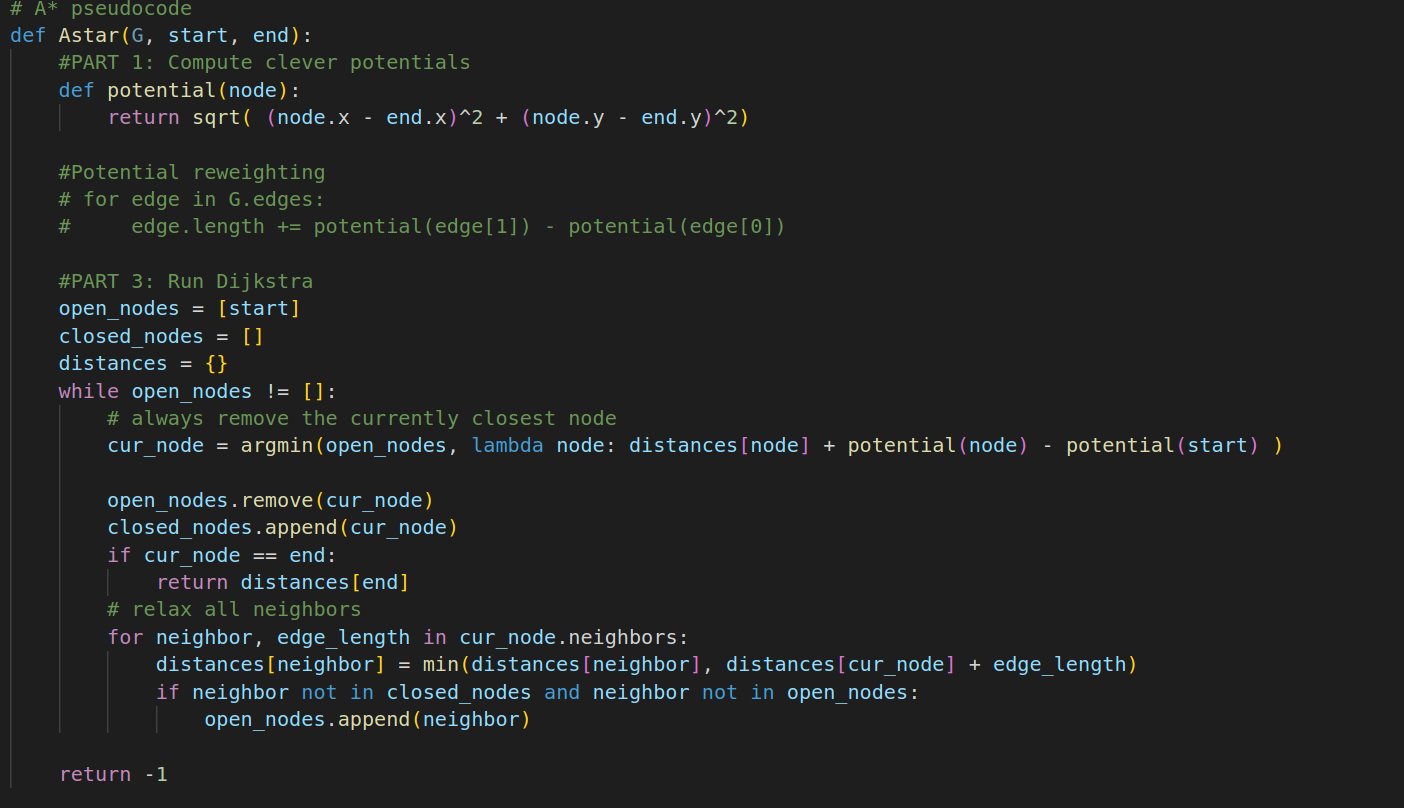 # A* pseudocode
def Astar(G, start, end):
    #PART 1: Compute clever potentials
    def potential(node):
        return sqrt( (node.x - end.x)^2 + (node.y - end.y)^2)

    #Potential reweighting
    # for edge in G.edges:
    #     edge.length += potential(edge[1]) - potential(edge[0])

    #PART 3: Run Dijkstra
    open_nodes = [start]
    closed_nodes = []
    distances = {}
    while open_nodes != []:
        # always remove the currently closest node
        cur_node = argmin(open_nodes, lambda node: distances[node] + potential(node) - potential(start) )

        open_nodes.remove(cur_node)
        closed_nodes.append(cur_node)
        if cur_node == end:
            return distances[end]
        # relax all neighbors
        for neighbor, edge_length in cur_node.neighbors:
            distances[neighbor] = min(distances[neighbor], distances[cur_node] + edge_length)
            if neighbor not in closed_nodes and neighbor not in open_nodes:
                open_nodes.append(neighbor)

    return -1